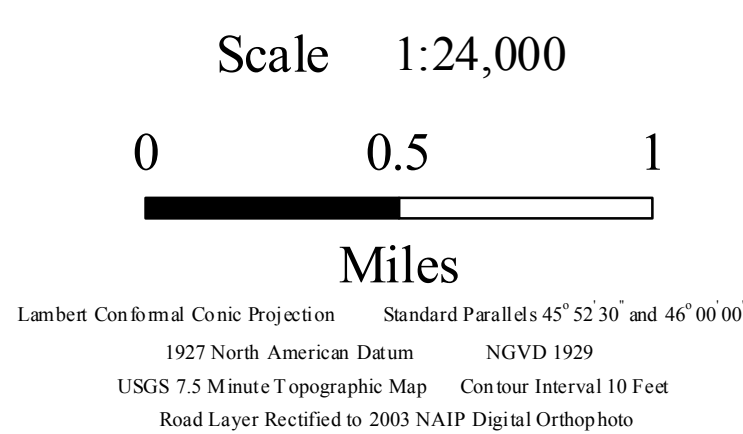 Scale 1:24,000
0 0.5 1
Miles
Lambert Conformal Conic Projection Standard Parallels 45° 52' 30" and 46° 00' 00'
1927 North American Datum NGVD 1929
USGS 7.5 Minute Topographic Map Contour Interval 10 Feet
Road Layer Rectified to 2003 NAIP Digital Orthophoto